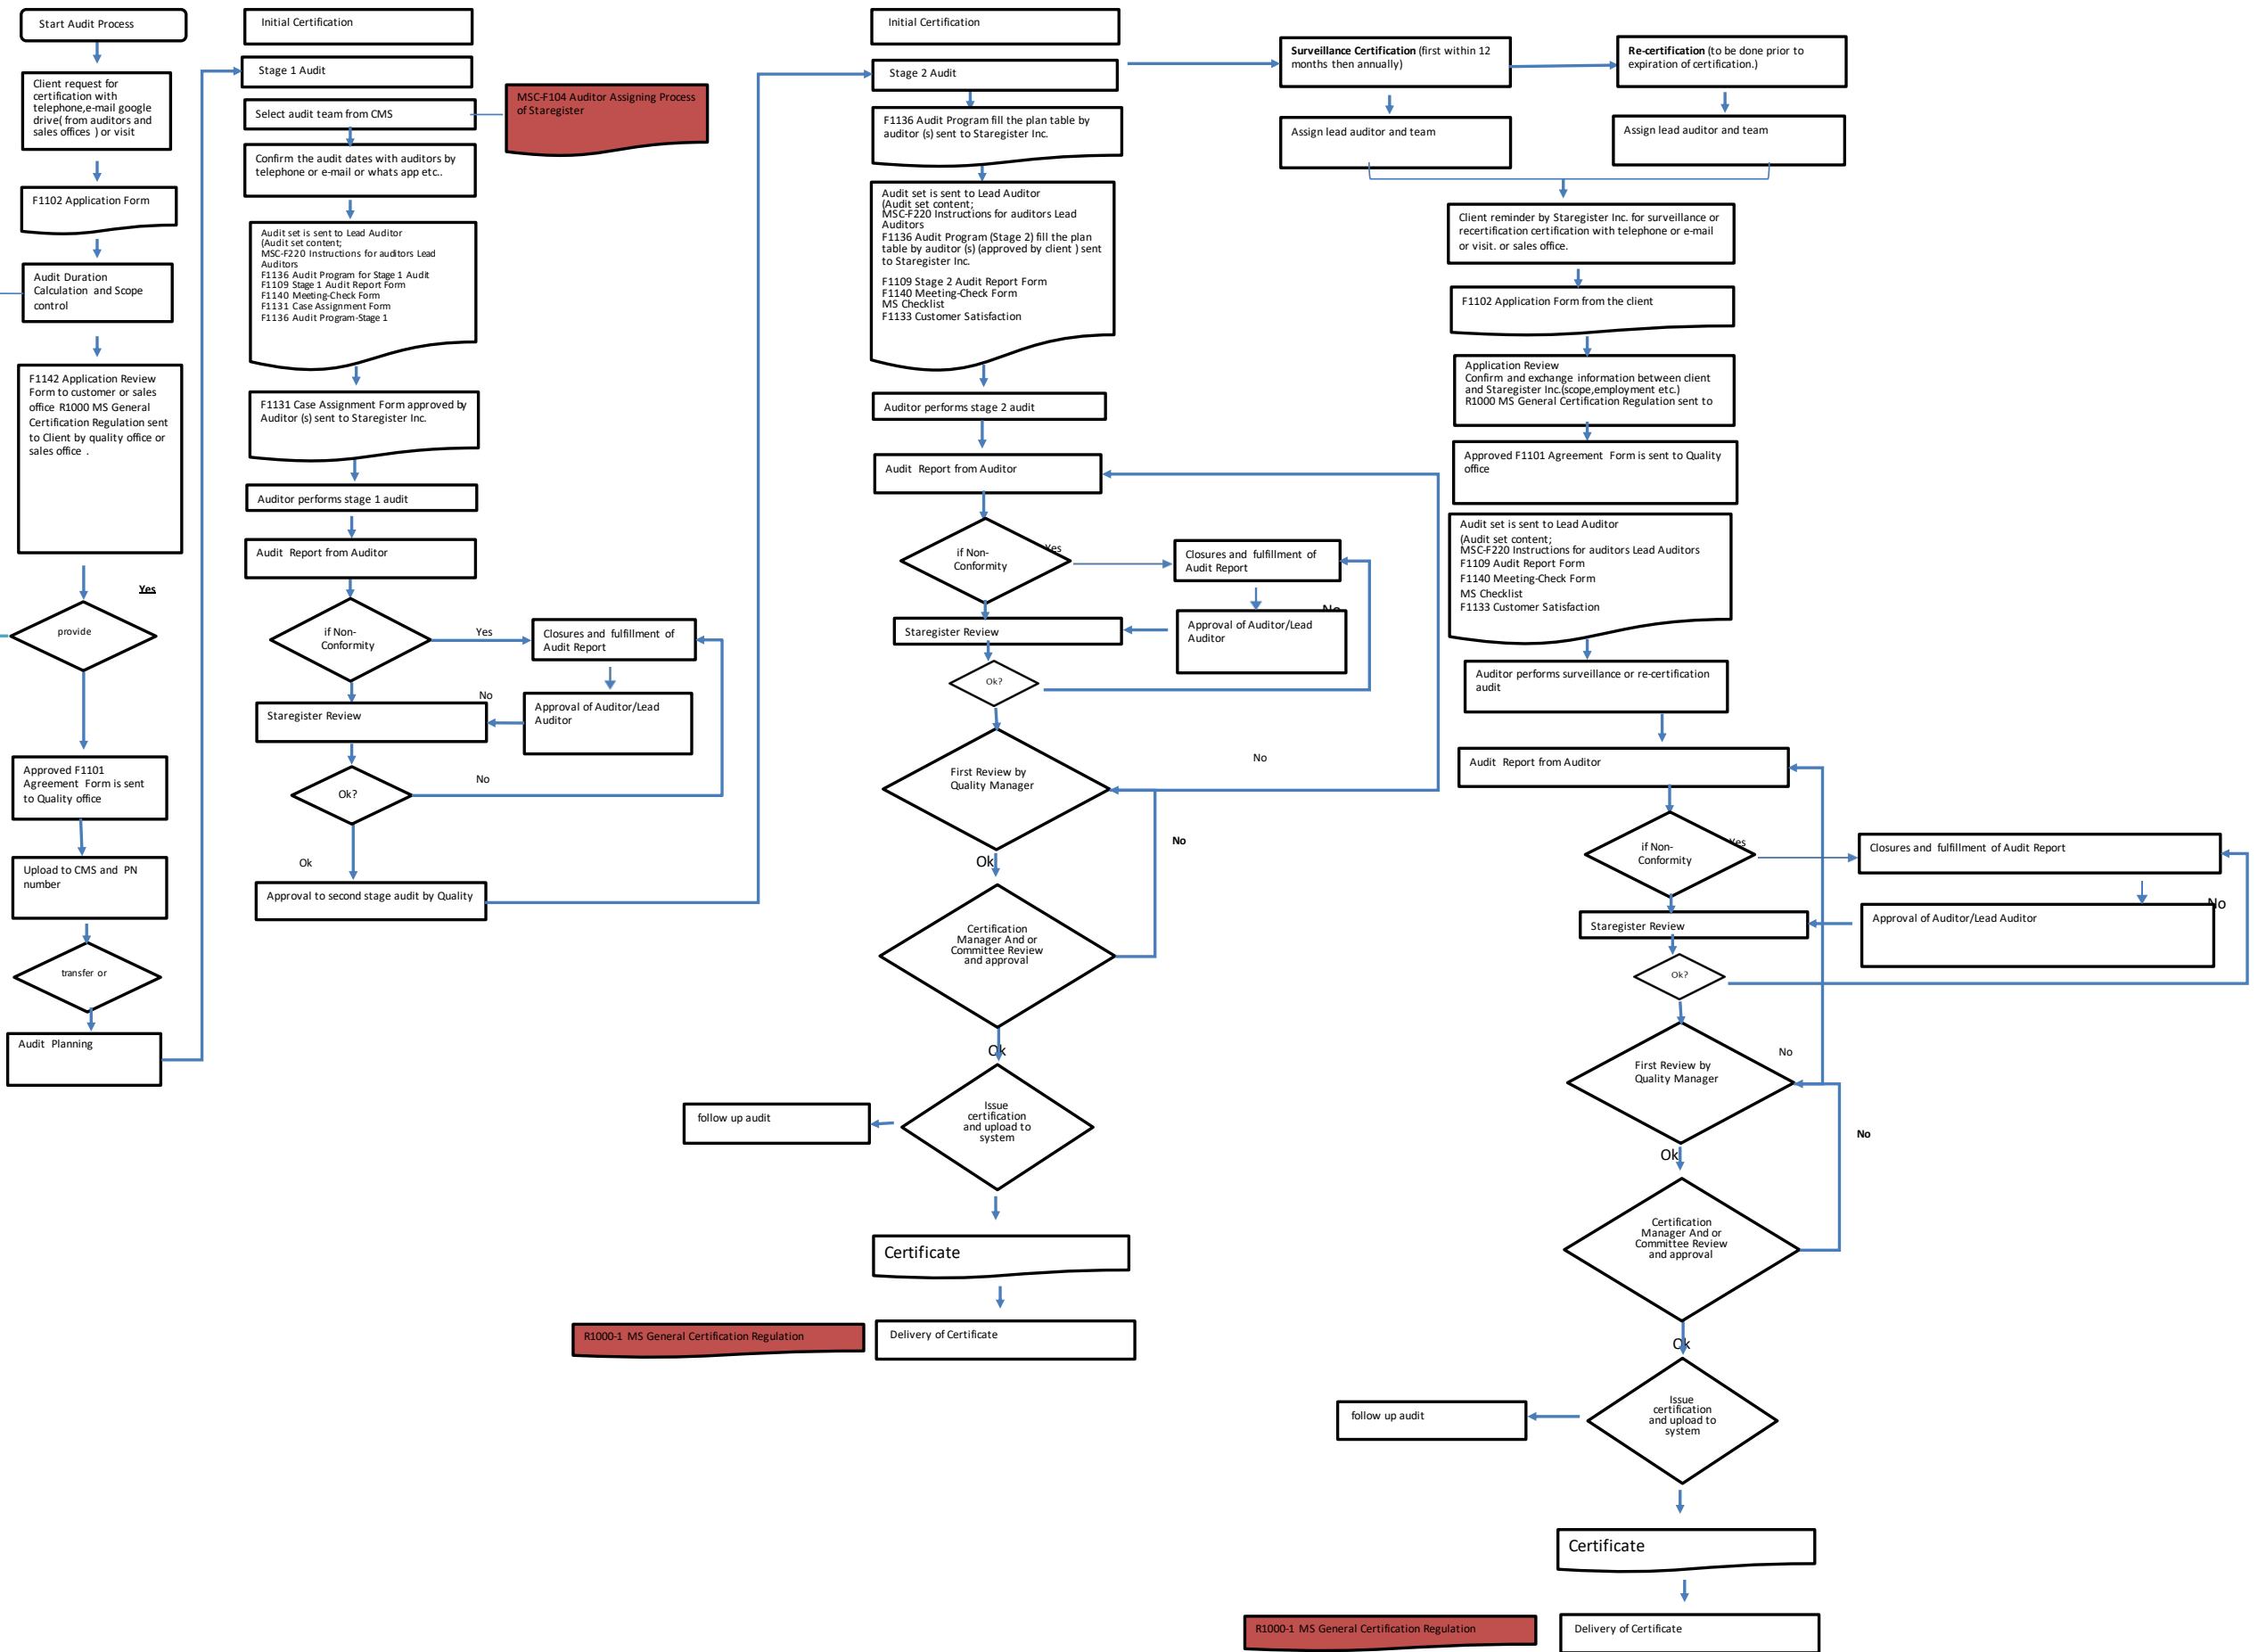 Start Audit Process
Client request for
certification with
telephone,e-mail google
drive( from auditors and
sales offices ) or visit
F1102 Application Form
Audit Duration
Calculation and Scope
control
F1142 Application Review
Form to customer or sales
office R1000 MS General
Certification Regulation sent
to Client by quality office or
sales office .
Yes
provide
Approved F1101
Agreement Form is sent
to Quality office
Upload to CMS and PN
number
transfer or
Audit Planning
Initial Certification
Stage 1 Audit
Select audit team from CMS
MSC-F104 Auditor Assigning Process
of Staregister
Confirm the audit dates with auditors by
telephone or e-mail or whats app etc..
Audit set is sent to Lead Auditor
(Audit set content;
MSC-F220 Instructions for auditors Lead
Auditors
F1136 Audit Program for Stage 1 Audit
F1109 Stage 1 Audit Report Form
F1140 Meeting-Check Form
F1131 Case Assignment Form
F1136 Audit Program-Stage 1
F1131 Case Assignment Form approved by
Auditor (s) sent to Staregister Inc.
Auditor performs stage 1 audit
Audit Report from Auditor
if Non-
Conformity
Yes
Closures and fulfillment of
Audit Report
No
Approval of Auditor/Lead
Auditor
Staregister Review
Ok?
No
Ok
Approval to second stage audit by Quality
Initial Certification
Stage 2 Audit
F1136 Audit Program fill the plan table by
auditor (s) sent to Staregister Inc.
Audit set is sent to Lead Auditor
(Audit set content;
MSC-F220 Instructions for auditors Lead
Auditors
F1136 Audit Program (Stage 2) fill the plan
table by auditor (s) (approved by client ) sent
to Staregister Inc.
F1109 Stage 2 Audit Report Form
F1140 Meeting-Check Form
MS Checklist
F1133 Customer Satisfaction
Auditor performs stage 2 audit
Audit Report from Auditor
if Non-
Conformity
Yes
Closures and fulfillment of
Audit Report
No
Approval of Auditor/Lead
Auditor
Staregister Review
Ok?
First Review by
Quality Manager
No
No
Ok
Certification
Manager And or
Committee Review
and approval
Ok
Issue
certification
and upload to
system
follow up audit
Certificate
R1000-1 MS General Certification Regulation
Delivery of Certificate
Surveillance Certification (first within 12
months then annually)
Re-certification (to be done prior to
expiration of certification.)
Assign lead auditor and team
Assign lead auditor and team
Client reminder by Staregister Inc. for surveillance or
recertification certification with telephone or e-mail
or visit. or sales office.
F1102 Application Form from the client
Application Review
Confirm and exchange information between client
and Staregister Inc.(scope,employment etc.)
R1000 MS General Certification Regulation sent to
Approved F1101 Agreement Form is sent to Quality
office
Audit set is sent to Lead Auditor
(Audit set content;
MSC-F220 Instructions for auditors Lead Auditors
F1109 Audit Report Form
F1140 Meeting-Check Form
MS Checklist
F1133 Customer Satisfaction
Auditor performs surveillance or re-certification
audit
Audit Report from Auditor
if Non-
Conformity
Yes
Closures and fulfillment of Audit Report
No
Approval of Auditor/Lead Auditor
Staregister Review
Ok?
No
First Review by
Quality Manager
No
Ok
Certification
Manager And or
Committee Review
and approval
Ok
Issue
certification
and upload to
system
follow up audit
Certificate
R1000-1 MS General Certification Regulation
Delivery of Certificate